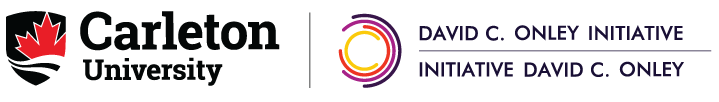 Carleton
University
DAVID C. ONLEY INITIATIVE
INITIATIVE DAVID C. ONLEY